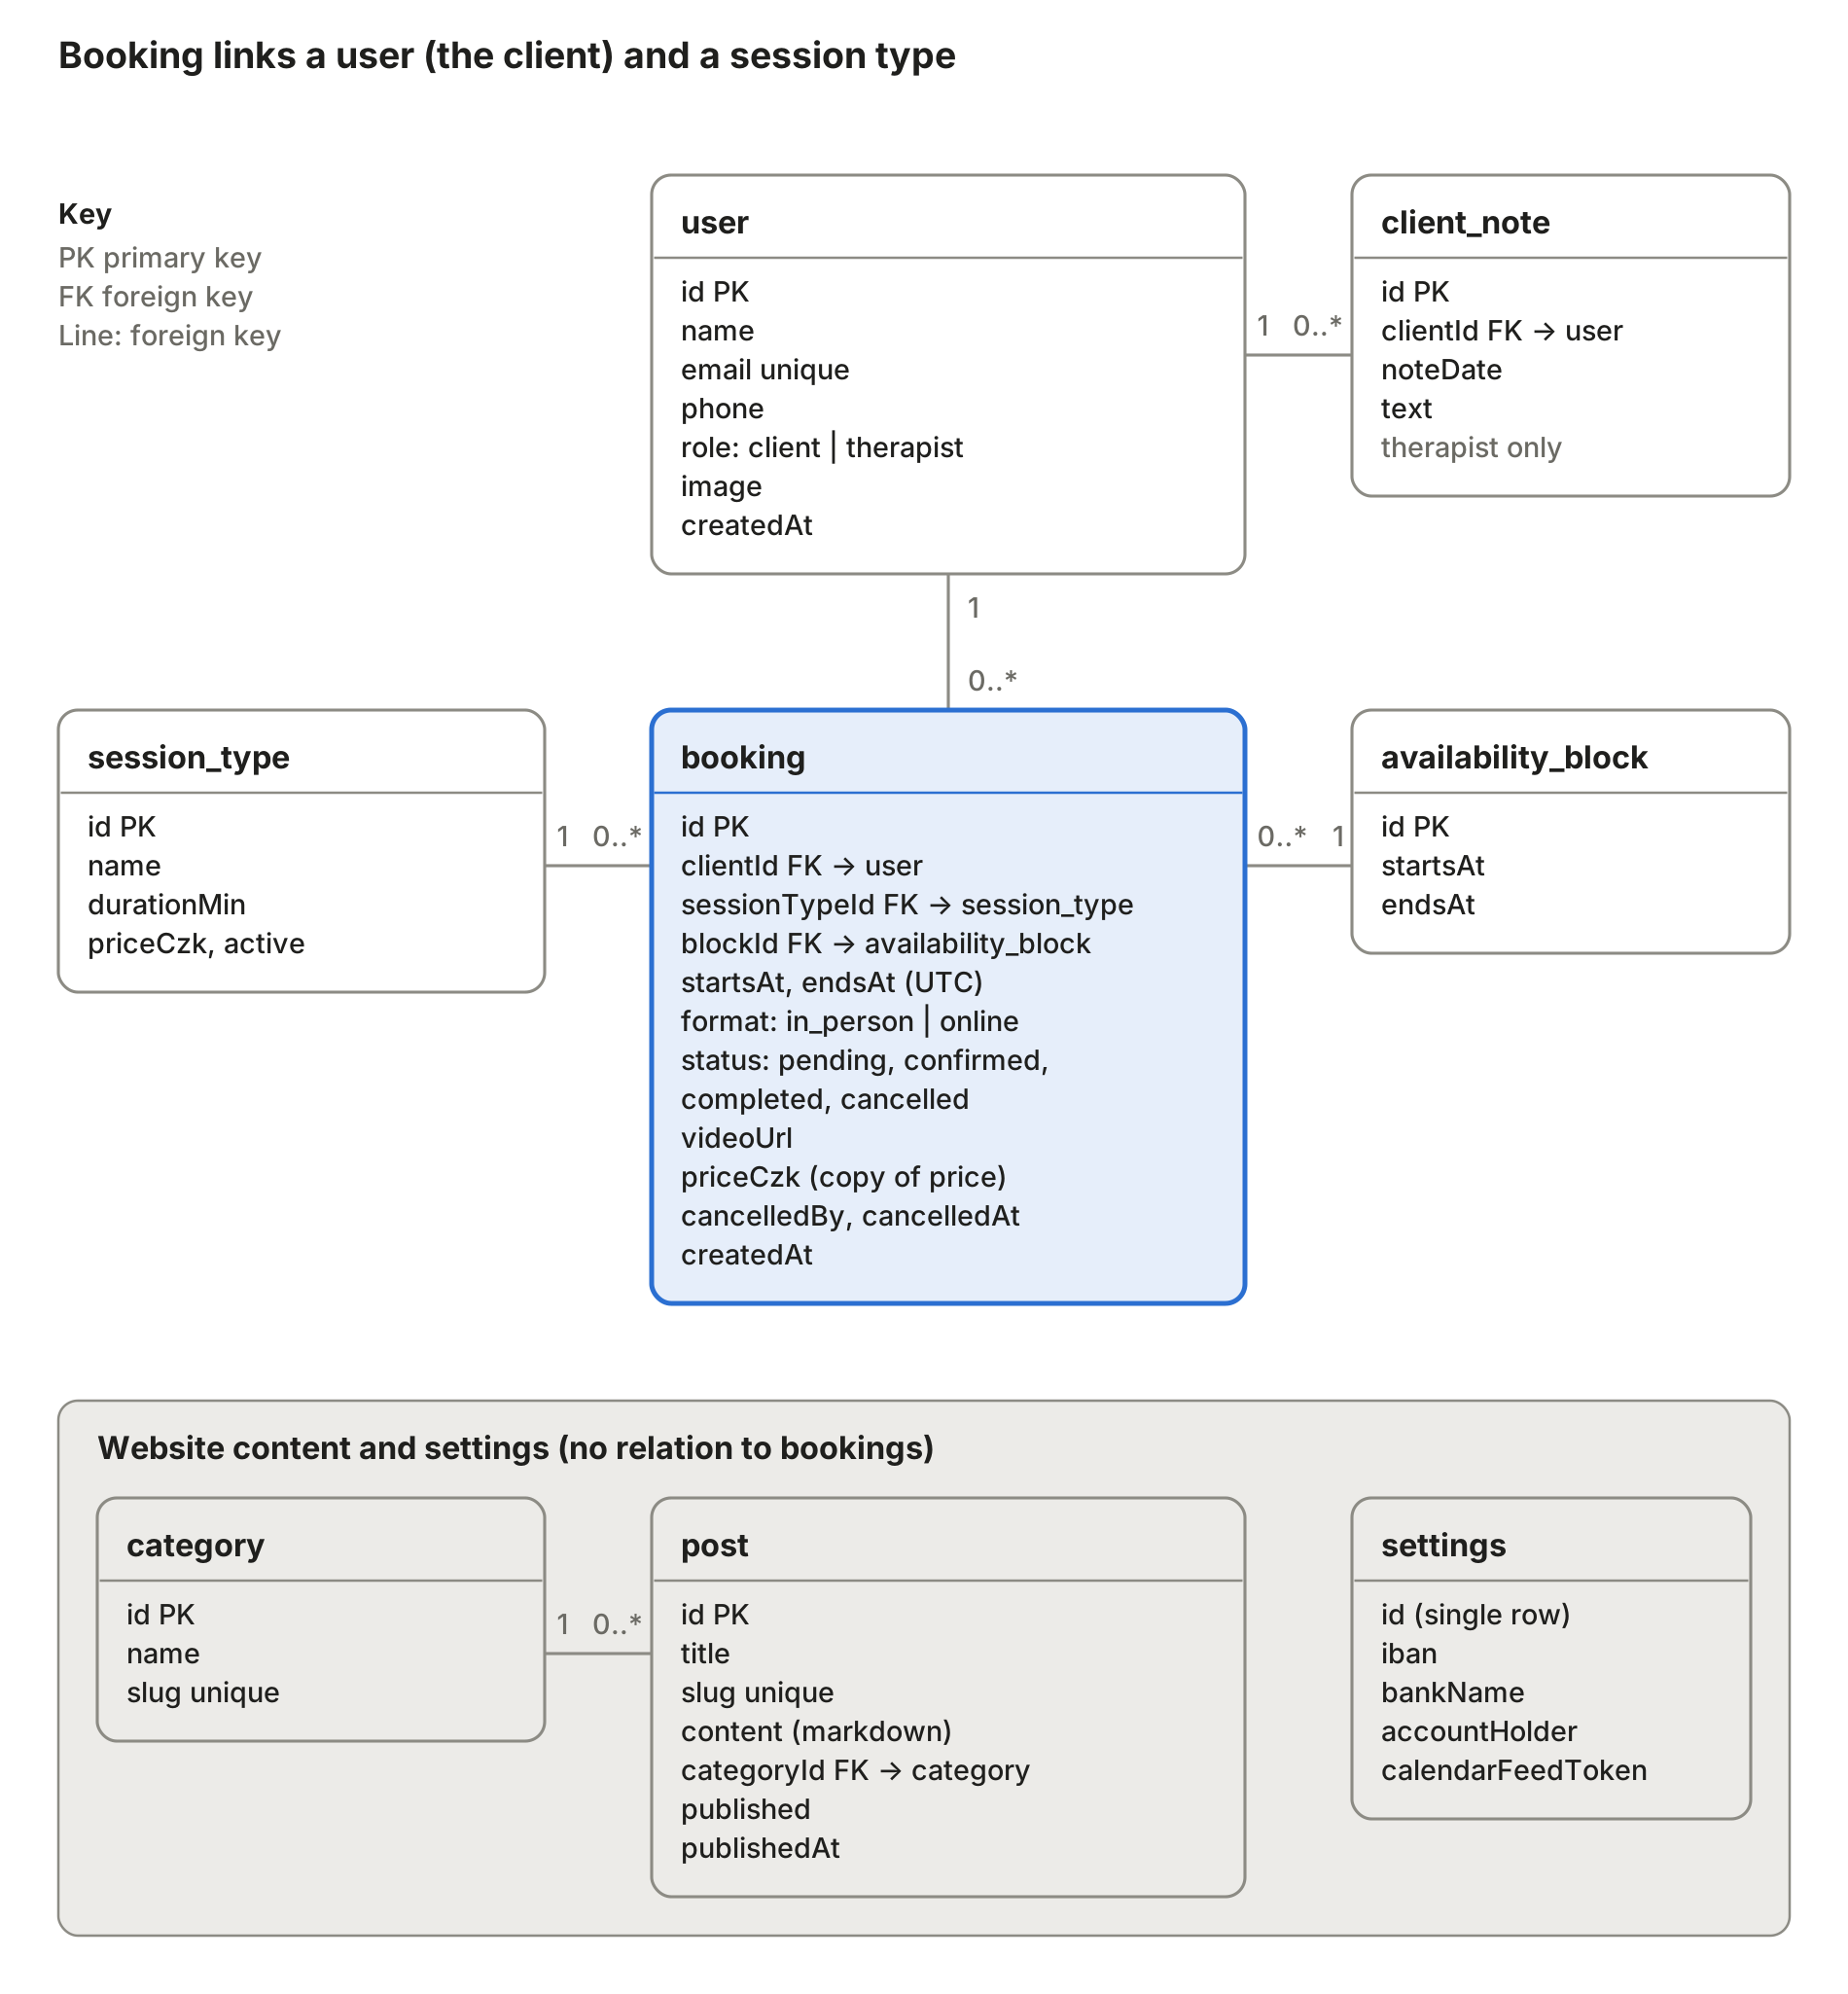 Booking links a user (the client) and a session type
Key
PK primary key
FK foreign key
Line: foreign key
user
id PK
name
email unique
phone
role: client | therapist
image
createdAt
1 0..*
client_note
id PK
clientId FK → user
noteDate
text
therapist only
1
0..*
session_type
id PK
name
durationMin
priceCzk, active
1 0..*
booking
id PK
clientId FK → user
sessionTypeId FK → session_type
blockId FK → availability_block
startsAt, endsAt (UTC)
format: in_person | online
status: pending, confirmed,
completed, cancelled
videoUrl
priceCzk (copy of price)
cancelledBy, cancelledAt
createdAt
0..* 1
availability_block
id PK
startsAt
endsAt
Website content and settings (no relation to bookings)
category
id PK
name
slug unique
1 0..*
post
id PK
title
slug unique
content (markdown)
categoryId FK → category
published
publishedAt
settings
id (single row)
iban
bankName
accountHolder
calendarFeedToken